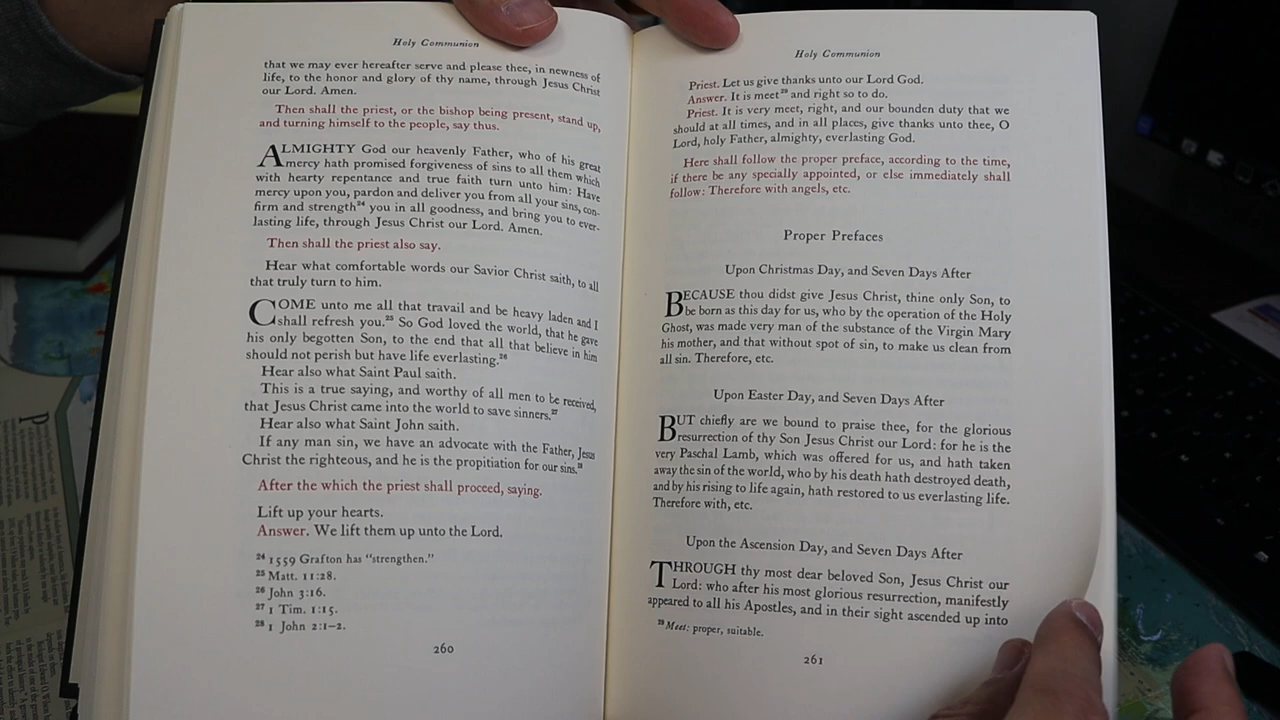 Holy Communion
that we may ever hereafter serve and please thee, in newness of
life, to the honor and glory of thy name, through Jesus Christ
our Lord. Amen.
Then shall the priest, or the bishop being present, stand up,
and turning himself to the people, say thus.
ALMIGHTY God our heavenly Father, who of his great
mercy hath promised forgiveness of sins to all them which
with hearty repentance and true faith turn unto him: Have
mercy upon you, pardon and deliver you from all your sins, con-
firm and strength²⁴ you in all goodness, and bring you to ever-
lasting life, through Jesus Christ our Lord. Amen.
Then shall the priest also say.
Hear what comfortable words our Savior Christ saith, to all
that truly turn to him.
COME unto me all that travail and be heavy laden and I
shall refresh you.²⁵ So God loved the world, that he gave
his only begotten Son, to the end that all that believe in him
should not perish but have life everlasting.²⁶
Hear also what Saint Paul saith.
This is a true saying, and worthy of all men to be received,
that Jesus Christ came into the world to save sinners.²⁷
Hear also what Saint John saith.
If any man sin, we have an advocate with the Father, Jesus
Christ the righteous, and he is the propitiation for our sins.²⁸
After the which the priest shall proceed, saying.
Lift up your hearts.
Answer. We lift them up unto the Lord.
²⁴ 1559 Grafton has "strengthen."
²⁵ Matt. 11:28.
²⁶ John 3:16.
²⁷ 1 Tim. 1:15.
²⁸ 1 John 2:1–2.
260
Holy Communion
Priest. Let us give thanks unto our Lord God.
Answer. It is meet²⁹ and right so to do.
Priest. It is very meet, right, and our bounden duty that we
should at all times, and in all places, give thanks unto thee, O
Lord, holy Father, almighty, everlasting God.
Here shall follow the proper preface, according to the time,
if there be any specially appointed, or else immediately shall
follow: Therefore with angels, etc.
Proper Prefaces
Upon Christmas Day, and Seven Days After
BECAUSE thou didst give Jesus Christ, thine only Son, to
be born as this day for us, who by the operation of the Holy
Ghost, was made very man of the substance of the Virgin Mary
his mother, and that without spot of sin, to make us clean from
all sin. Therefore, etc.
Upon Easter Day, and Seven Days After
BUT chiefly are we bound to praise thee, for the glorious
resurrection of thy Son Jesus Christ our Lord: for he is the
very Paschal Lamb, which was offered for us, and hath taken
away the sin of the world, who by his death hath destroyed death,
and by his rising to life again, hath restored to us everlasting life.
Therefore with, etc.
Upon the Ascension Day, and Seven Days After
THROUGH thy most dear beloved Son, Jesus Christ our
Lord: who after his most glorious resurrection, manifestly
appeared to all his Apostles, and in their sight ascended up into
²⁹ Meet: proper, suitable.
261